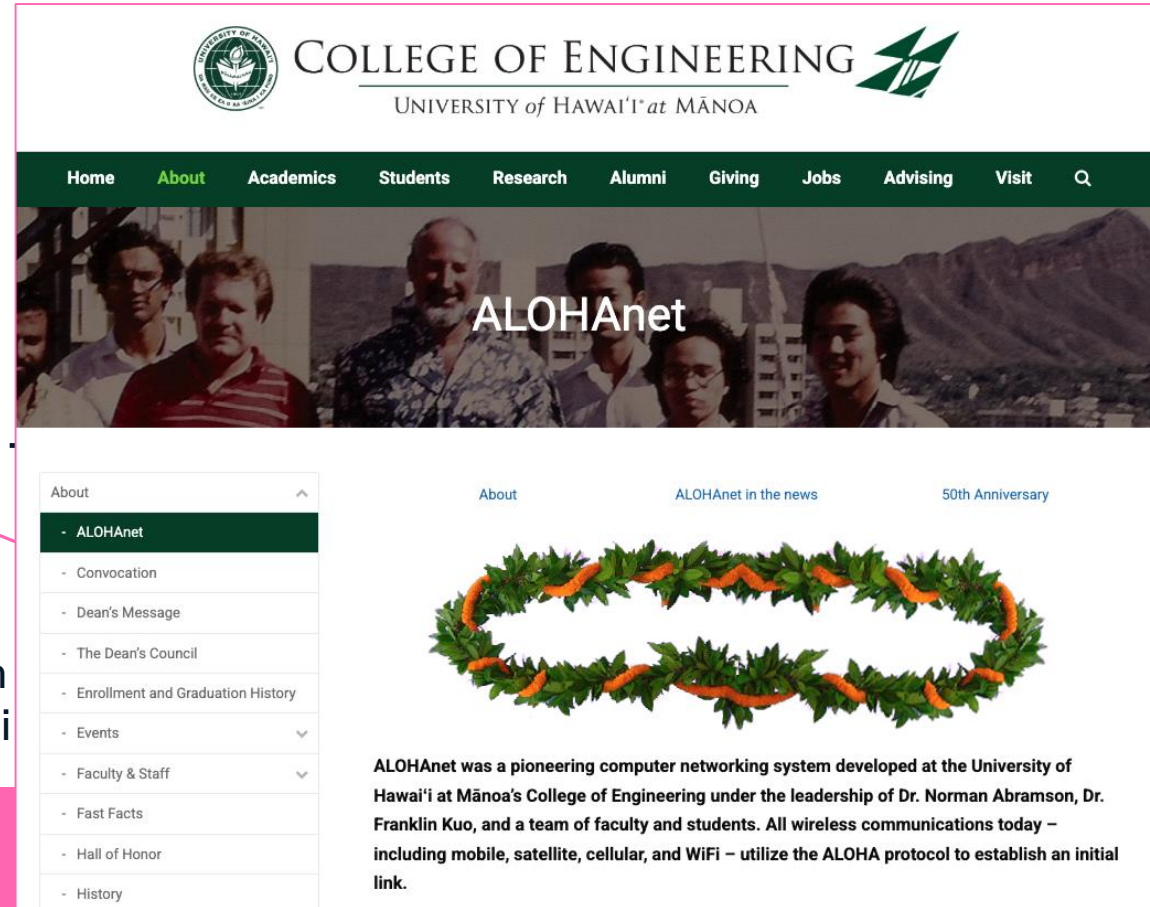 COLLEGE OF ENGINEERING
UNIVERSITY of HAWAIʻI® at MĀNOA
Home About Academics Students Research Alumni Giving Jobs Advising Visit
ALOHAnet
About
- ALOHAnet
- Convocation
- Dean's Message
- The Dean's Council
- Enrollment and Graduation History
- Events
- Faculty & Staff
- Fast Facts
- Hall of Honor
- History
About ALOHAnet in the news 50th Anniversary
ALOHAnet was a pioneering computer networking system developed at the University of
Hawaiʻi at Mānoa's College of Engineering under the leadership of Dr. Norman Abramson, Dr.
Franklin Kuo, and a team of faculty and students. All wireless communications today –
including mobile, satellite, cellular, and WiFi – utilize the ALOHA protocol to establish an initial
link.